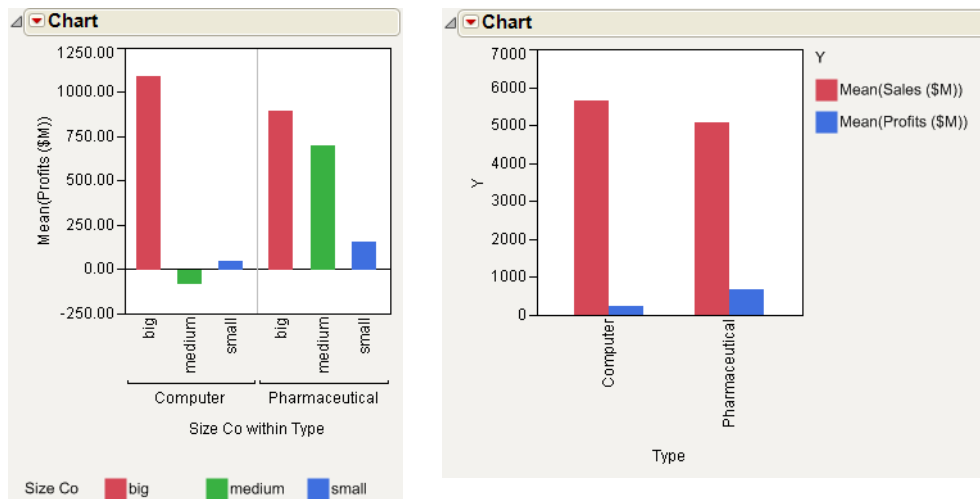 Chart
1250.00
1000.00
750.00
500.00
250.00
0.00
-250.00
Mean(Profits ($M))
big
medium
small
big
medium
small
Computer
Pharmaceutical
Size Co within Type
Size Co big medium small
Chart
7000
6000
5000
4000
3000
2000
1000
0
Y
Computer
Pharmaceutical
Type
Y
Mean(Sales ($M))
Mean(Profits ($M))